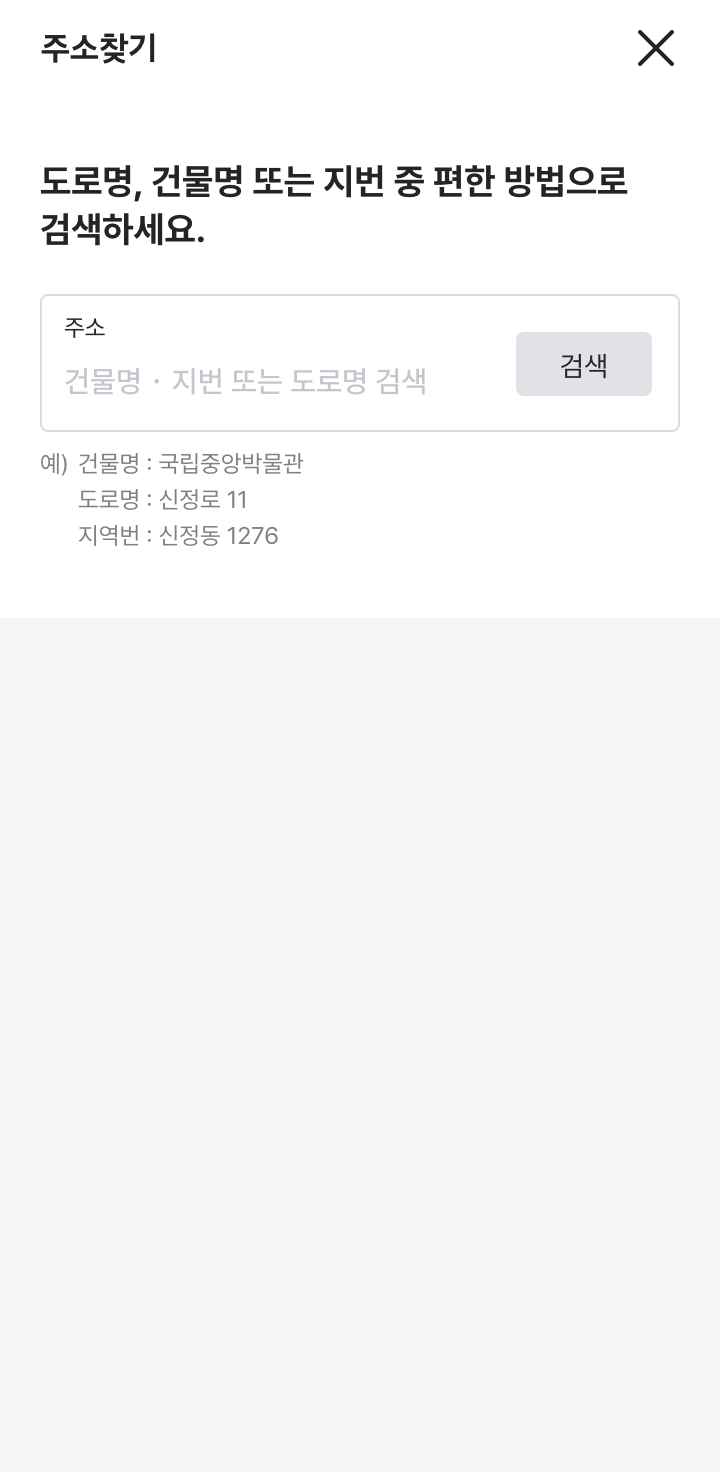 주소찾기
도로명, 건물명 또는 지번 중 편한 방법으로
검색하세요.
주소
건물명 · 지번 또는 도로명 검색
검색
예) 건물명 : 국립중앙박물관
도로명 : 신정로 11
지역번 : 신정동 1276